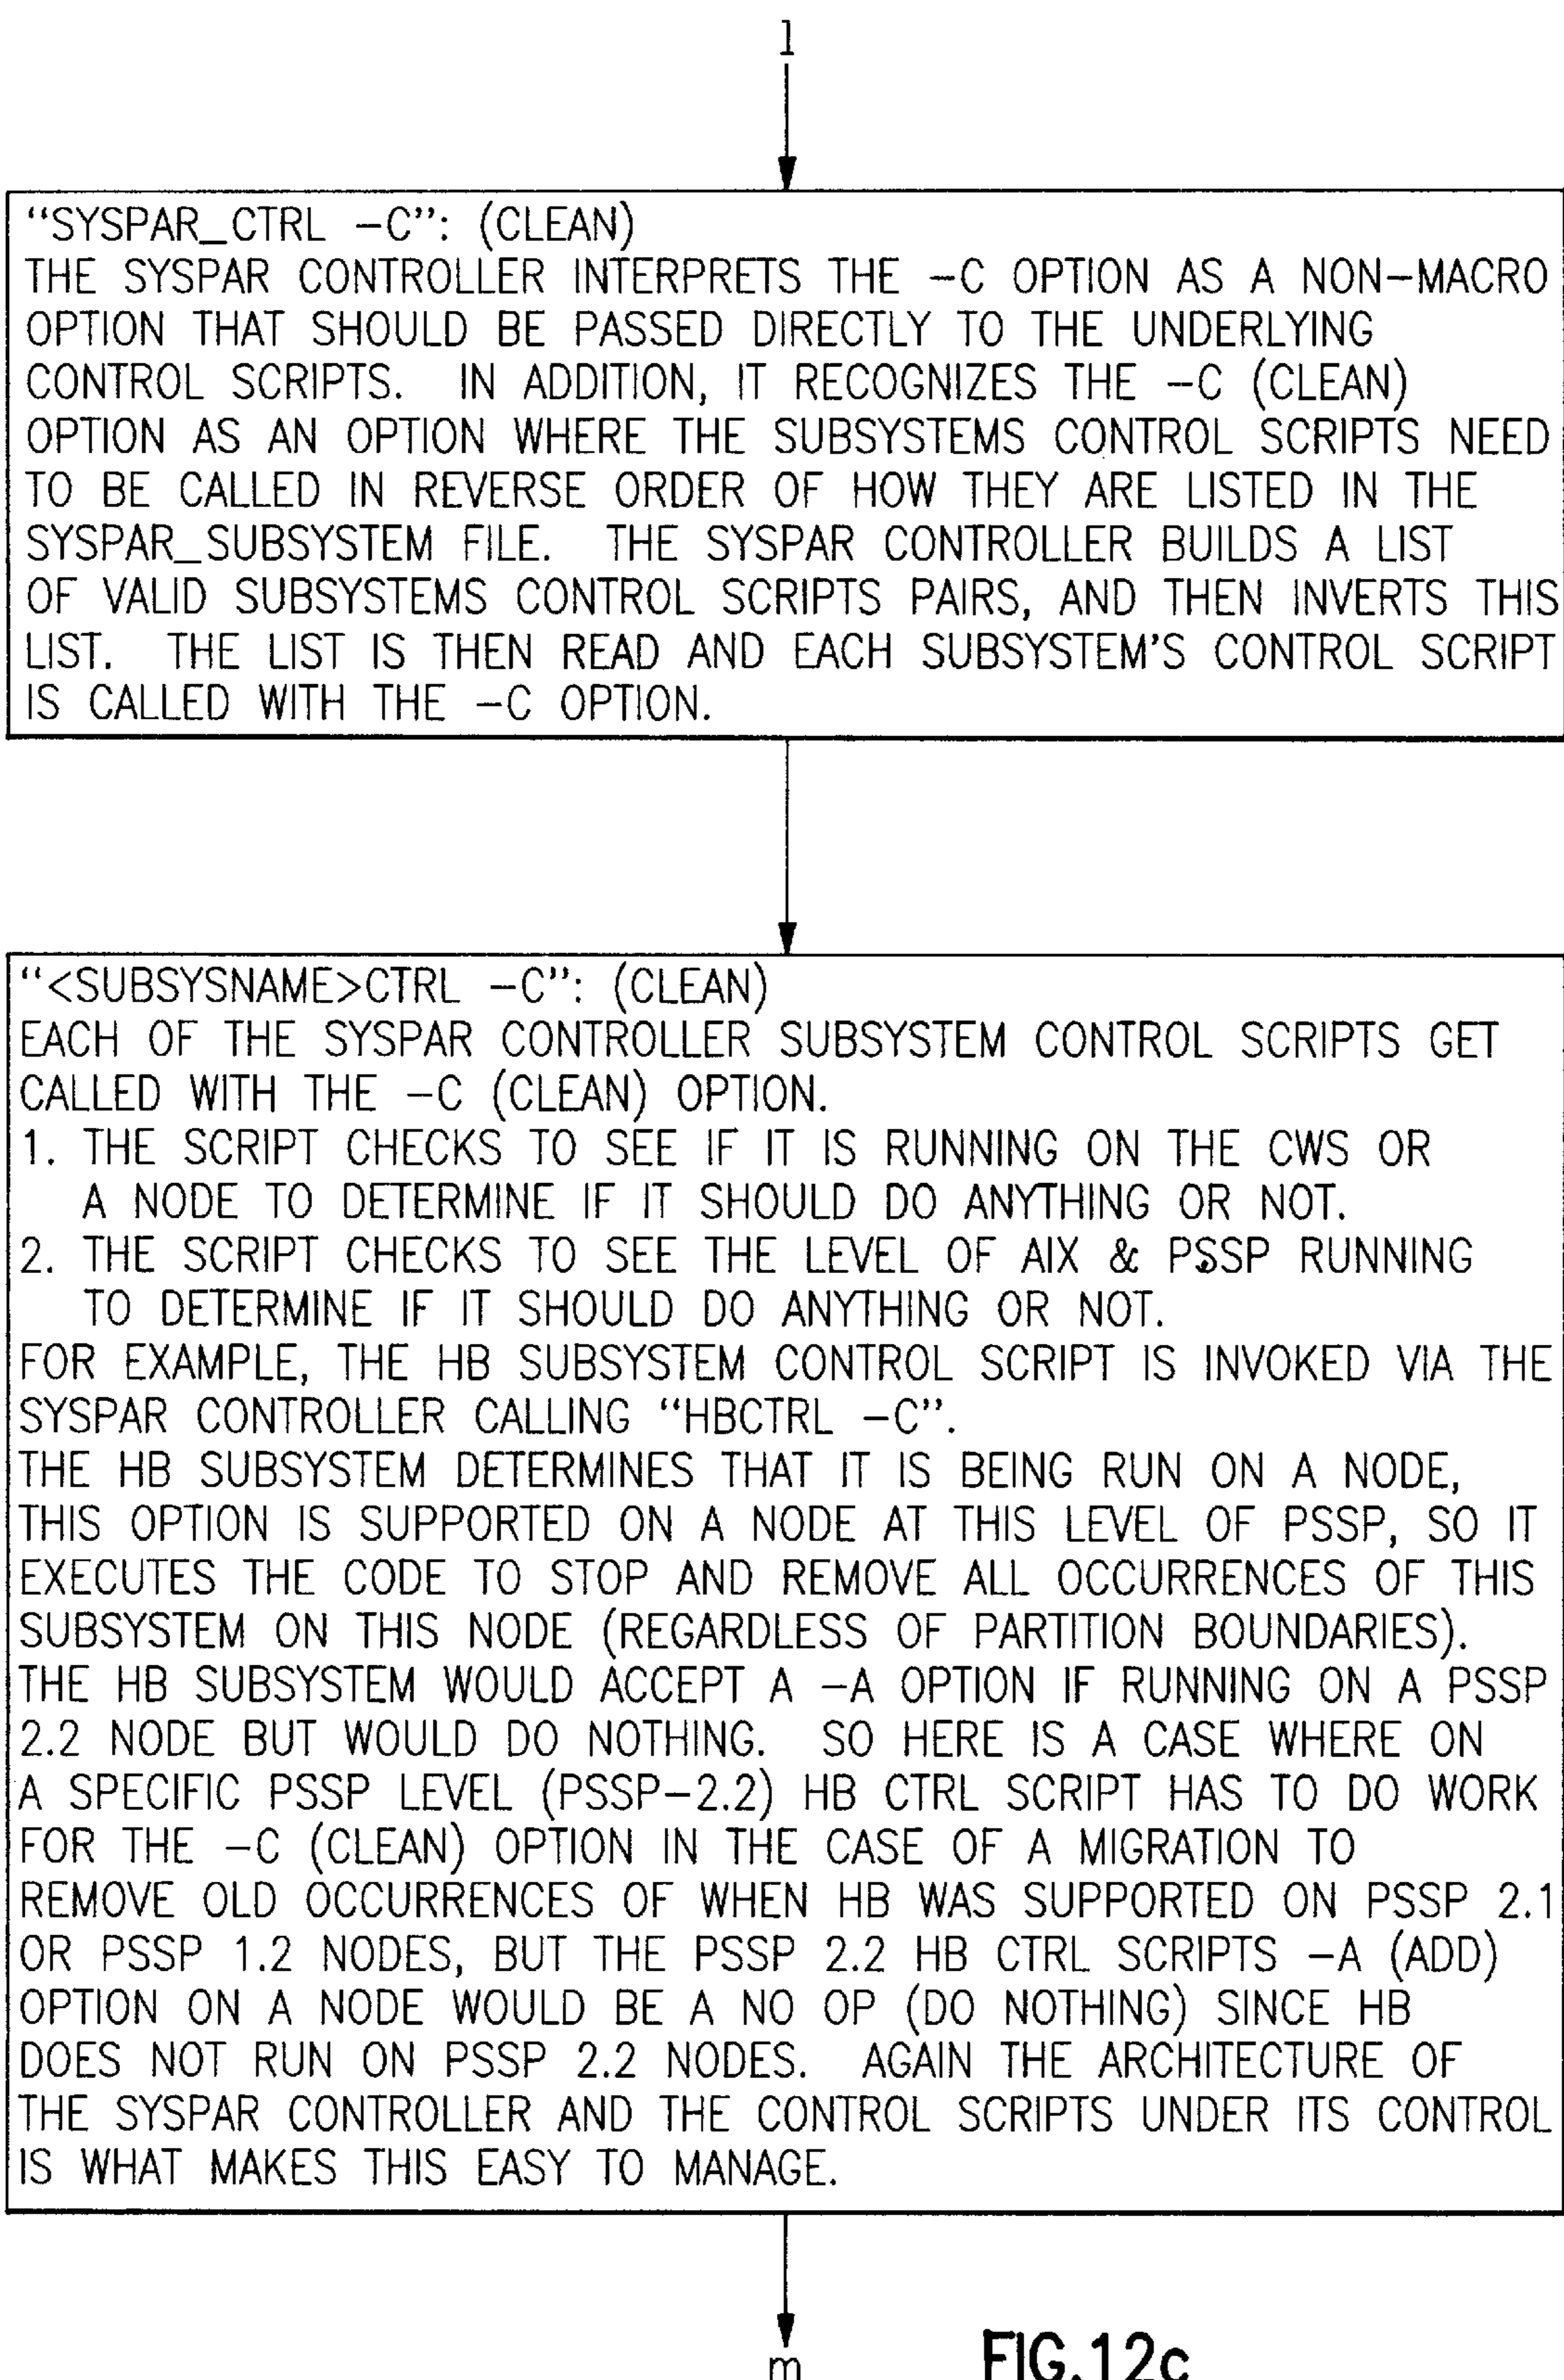 l
“SYSPAR_CTRL –C”: (CLEAN)
THE SYSPAR CONTROLLER INTERPRETS THE –C OPTION AS A NON–MACRO
OPTION THAT SHOULD BE PASSED DIRECTLY TO THE UNDERLYING
CONTROL SCRIPTS. IN ADDITION, IT RECOGNIZES THE –C (CLEAN)
OPTION AS AN OPTION WHERE THE SUBSYSTEMS CONTROL SCRIPTS NEED
TO BE CALLED IN REVERSE ORDER OF HOW THEY ARE LISTED IN THE
SYSPAR_SUBSYSTEM FILE. THE SYSPAR CONTROLLER BUILDS A LIST
OF VALID SUBSYSTEMS CONTROL SCRIPTS PAIRS, AND THEN INVERTS THIS
LIST. THE LIST IS THEN READ AND EACH SUBSYSTEM'S CONTROL SCRIPT
IS CALLED WITH THE –C OPTION.
“<SUBSYSNAME>CTRL –C”: (CLEAN)
EACH OF THE SYSPAR CONTROLLER SUBSYSTEM CONTROL SCRIPTS GET
CALLED WITH THE –C (CLEAN) OPTION.
1. THE SCRIPT CHECKS TO SEE IF IT IS RUNNING ON THE CWS OR
A NODE TO DETERMINE IF IT SHOULD DO ANYTHING OR NOT.
2. THE SCRIPT CHECKS TO SEE THE LEVEL OF AIX & PSSP RUNNING
TO DETERMINE IF IT SHOULD DO ANYTHING OR NOT.
FOR EXAMPLE, THE HB SUBSYSTEM CONTROL SCRIPT IS INVOKED VIA THE
SYSPAR CONTROLLER CALLING “HBCTRL –C”.
THE HB SUBSYSTEM DETERMINES THAT IT IS BEING RUN ON A NODE,
THIS OPTION IS SUPPORTED ON A NODE AT THIS LEVEL OF PSSP, SO IT
EXECUTES THE CODE TO STOP AND REMOVE ALL OCCURRENCES OF THIS
SUBSYSTEM ON THIS NODE (REGARDLESS OF PARTITION BOUNDARIES).
THE HB SUBSYSTEM WOULD ACCEPT A –A OPTION IF RUNNING ON A PSSP
2.2 NODE BUT WOULD DO NOTHING. SO HERE IS A CASE WHERE ON
A SPECIFIC PSSP LEVEL (PSSP–2.2) HB CTRL SCRIPT HAS TO DO WORK
FOR THE –C (CLEAN) OPTION IN THE CASE OF A MIGRATION TO
REMOVE OLD OCCURRENCES OF WHEN HB WAS SUPPORTED ON PSSP 2.1
OR PSSP 1.2 NODES, BUT THE PSSP 2.2 HB CTRL SCRIPTS –A (ADD)
OPTION ON A NODE WOULD BE A NO OP (DO NOTHING) SINCE HB
DOES NOT RUN ON PSSP 2.2 NODES. AGAIN THE ARCHITECTURE OF
THE SYSPAR CONTROLLER AND THE CONTROL SCRIPTS UNDER ITS CONTROL
IS WHAT MAKES THIS EASY TO MANAGE.
m
FIG.12c